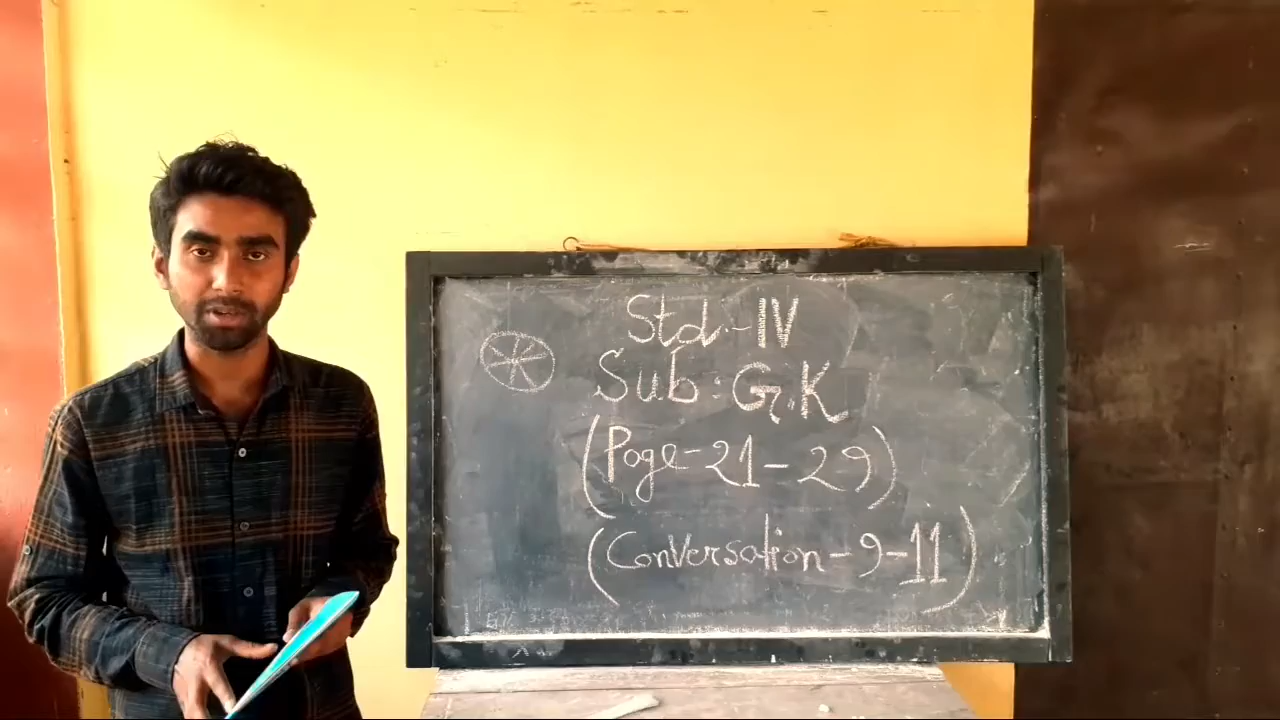 Std.-IV
Sub: G.K
(Page-21-29)
(Conversation-9-11)